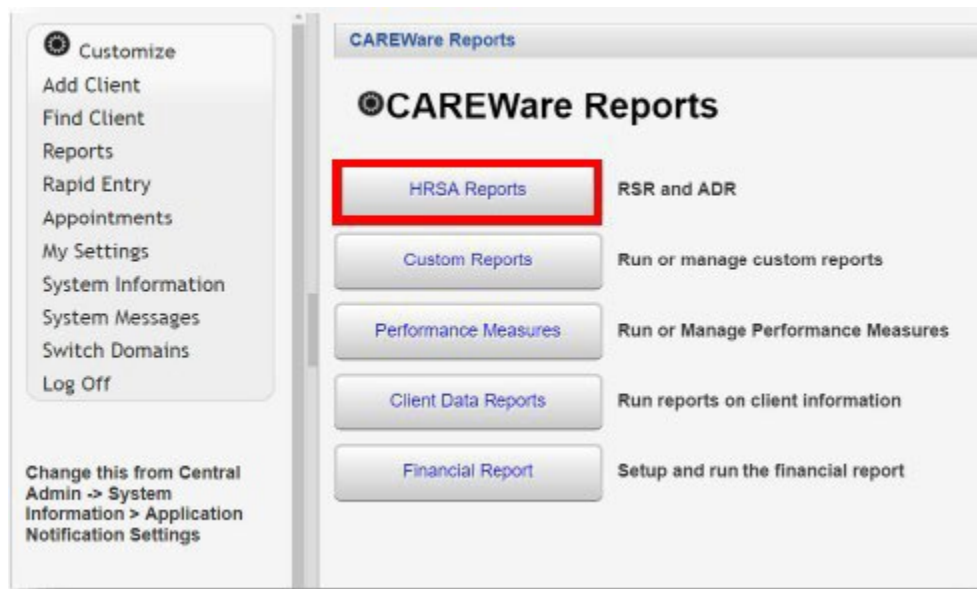 Customize
Add Client
Find Client
Reports
Rapid Entry
Appointments
My Settings
System Information
System Messages
Switch Domains
Log Off
Change this from Central
Admin -> System
Information > Application
Notification Settings
CAREWare Reports
CAREWare Reports
HRSA Reports RSR and ADR
Custom Reports Run or manage custom reports
Performance Measures Run or Manage Performance Measures
Client Data Reports Run reports on client information
Financial Report Setup and run the financial report